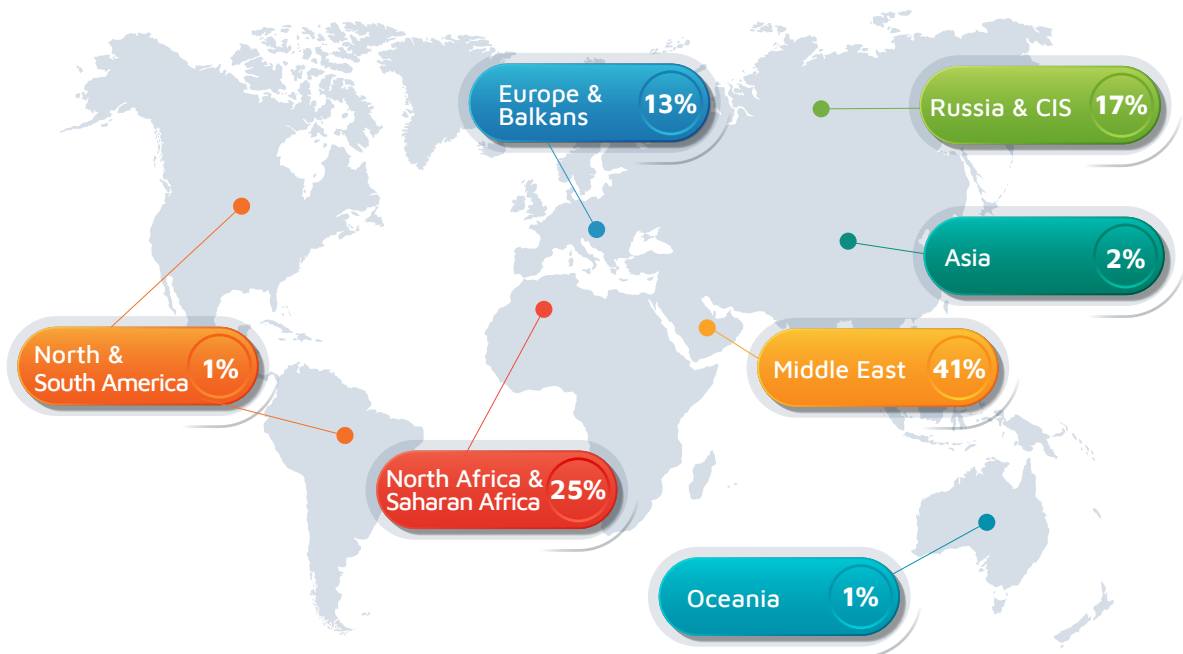 Europe &
Balkans
13%
Russia & CIS
17%
Asia
2%
North &
South America
1%
Middle East
41%
North Africa &
Saharan Africa
25%
Oceania
1%